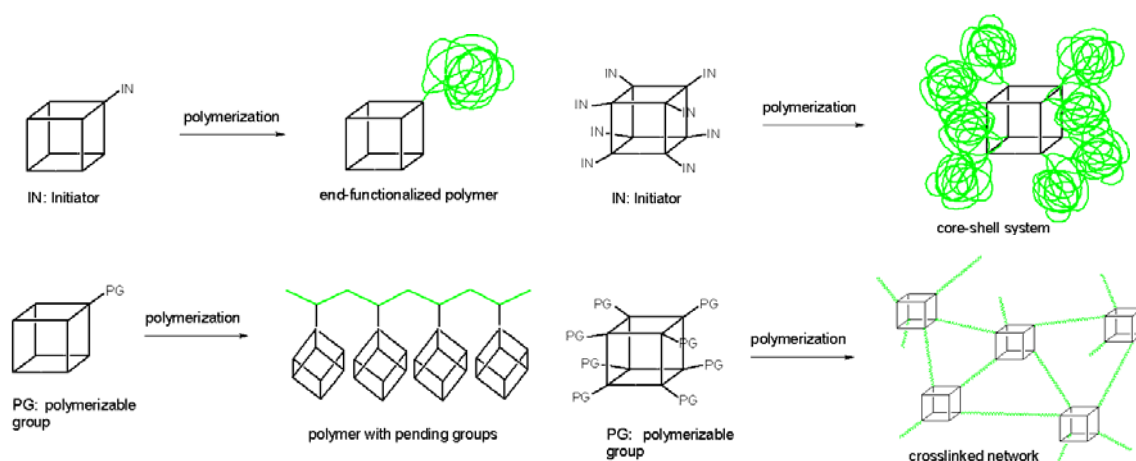 IN
polymerization
IN: Initiator
end-functionalized polymer
IN
IN
IN
IN
IN
IN
IN
IN
polymerization
IN: Initiator
core-shell system
PG
polymerization
PG: polymerizable
group
polymer with pending groups
PG
PG
PG
PG
PG
PG
PG
PG
polymerization
PG: polymerizable
group
crosslinked network